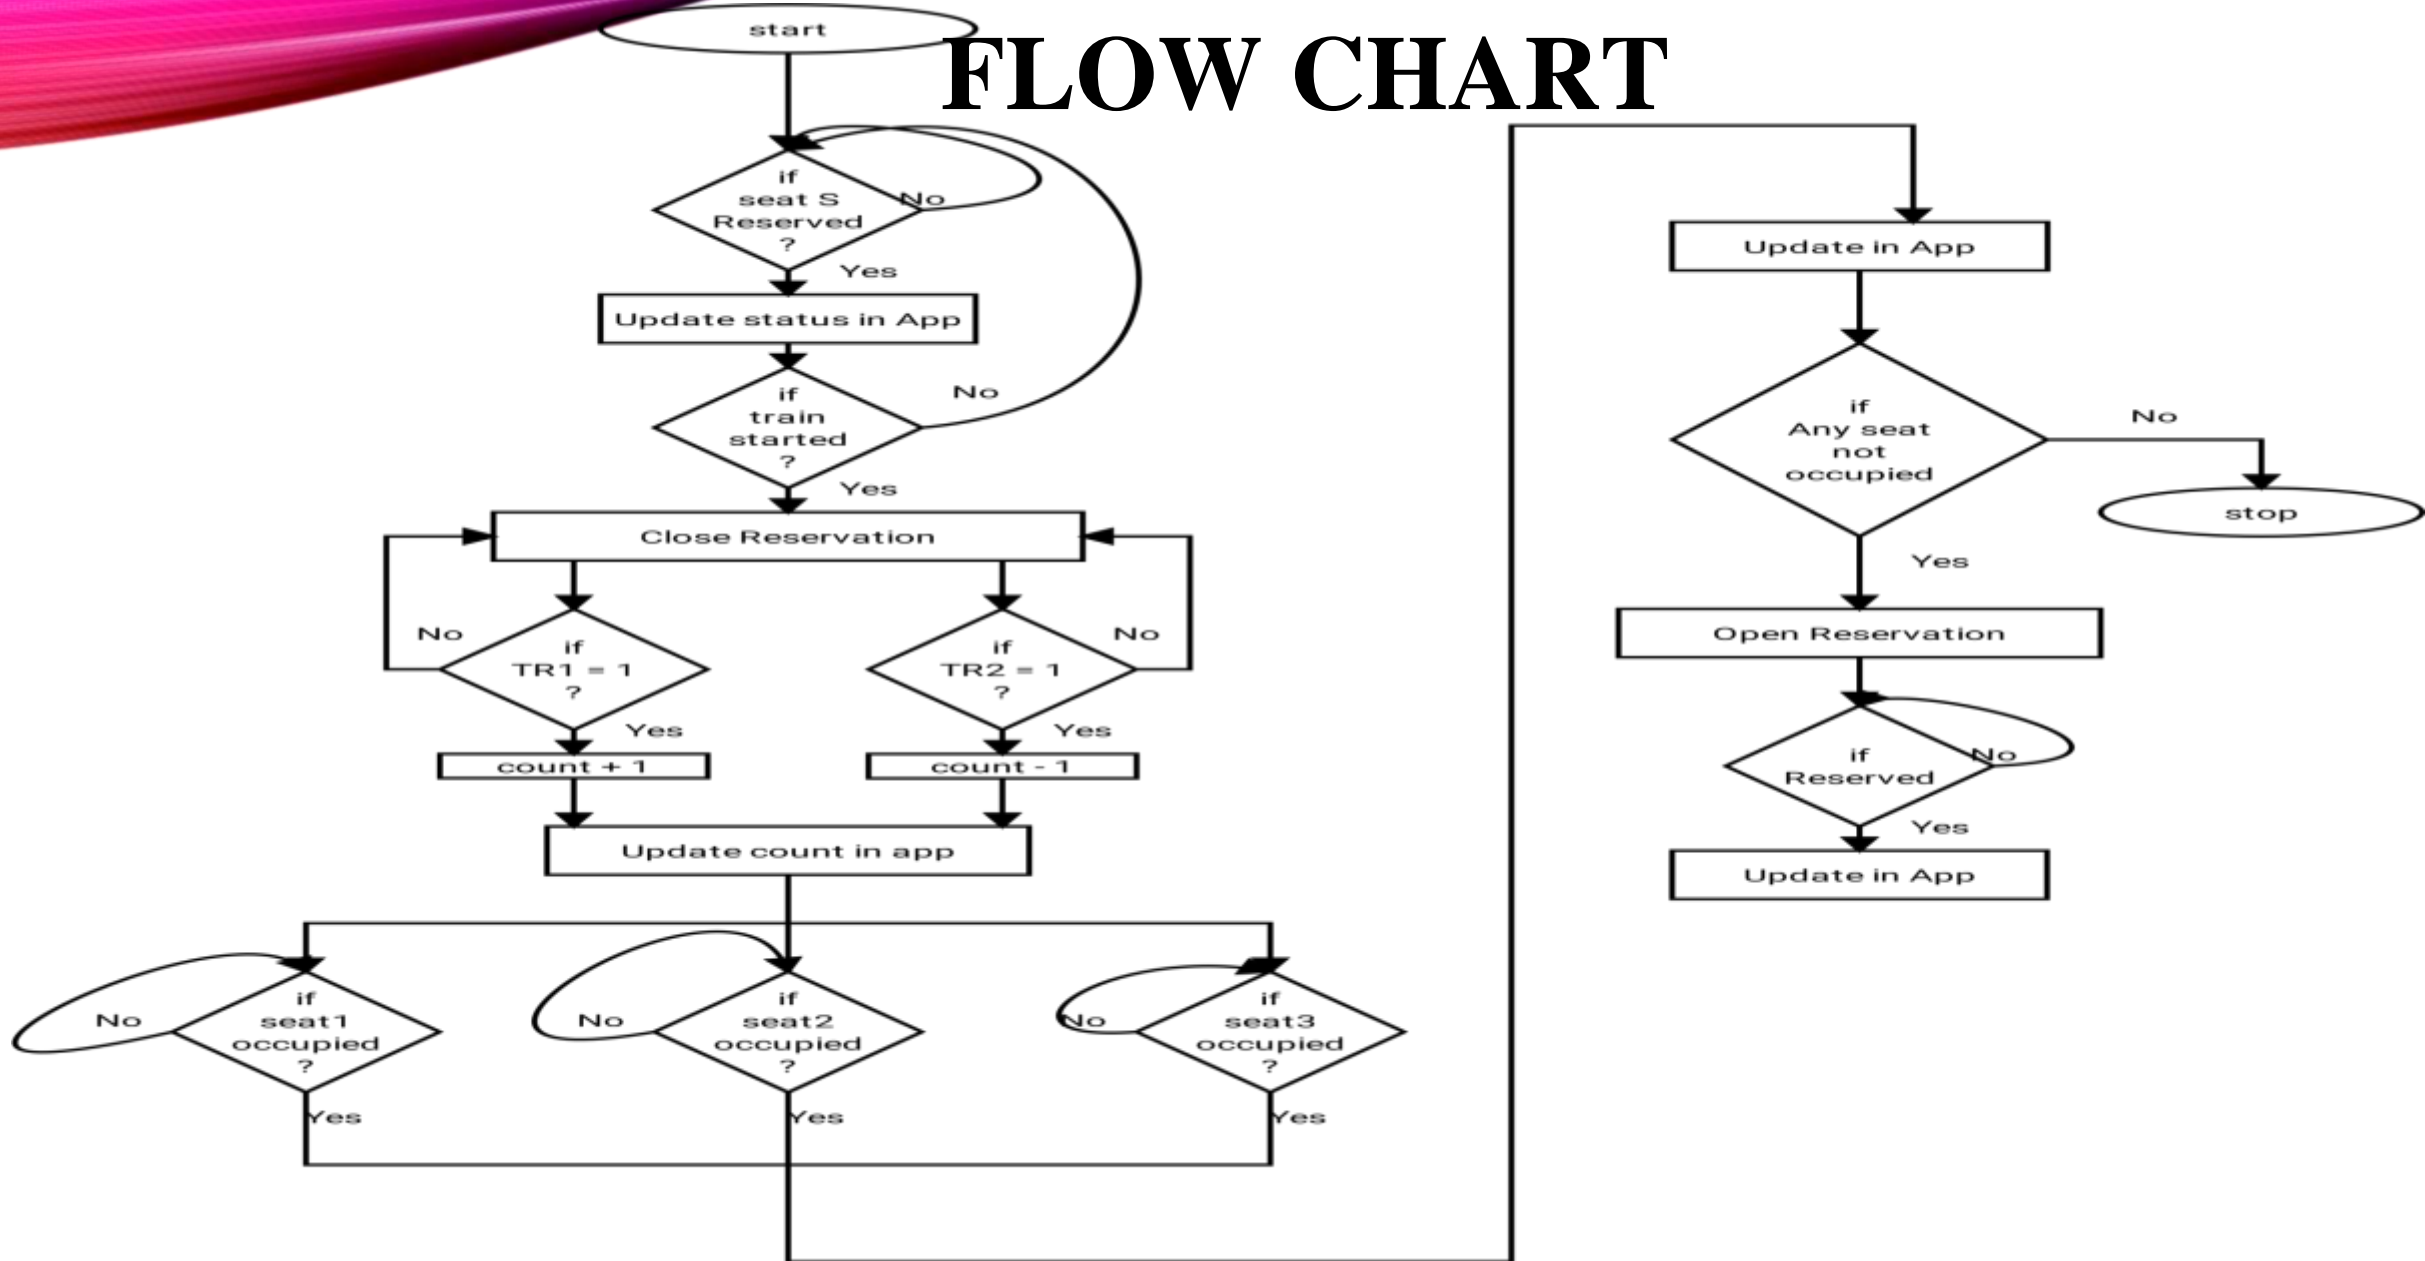 start
FLOW CHART
if
seat S
Reserved
?
No
Yes
Update status in App
if
train
started
?
No
Yes
Close Reservation
No
if
TR1 = 1
?
Yes
if
TR2 = 1
?
No
Yes
count + 1
count - 1
Update count in app
No
if
seat1
occupied
?
Yes
No
if
seat2
occupied
?
Yes
No
if
seat3
occupied
?
Yes
Update in App
if
Any seat
not
occupied
No
stop
Yes
Open Reservation
if
Reserved
No
Yes
Update in App